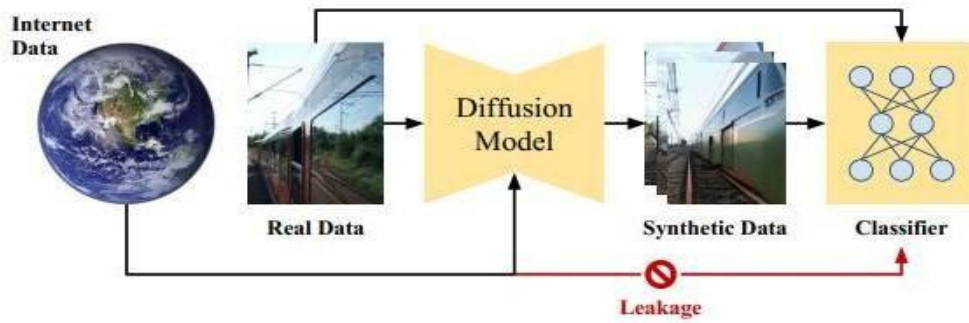 Internet
Data
Diffusion
Model
Real Data
Synthetic Data
Classifier
Leakage